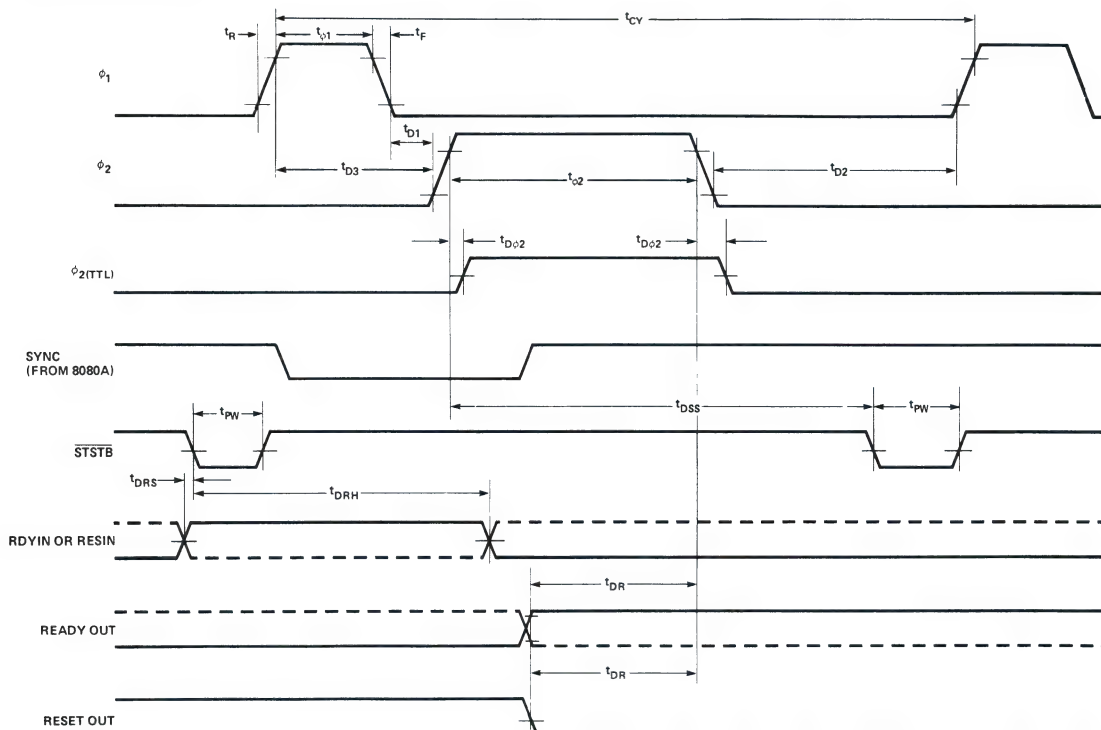 tCY
tR tϕ1 tF
ϕ1
tD1
ϕ2 tD3 tϕ2 tD2
tDϕ2 tDϕ2
ϕ2(TTL)
SYNC
(FROM 8080A)
tPW tDSS tPW
STSTB
tDRS tDRH
RDYIN OR RESIN
tDR
READY OUT
tDR
RESET OUT